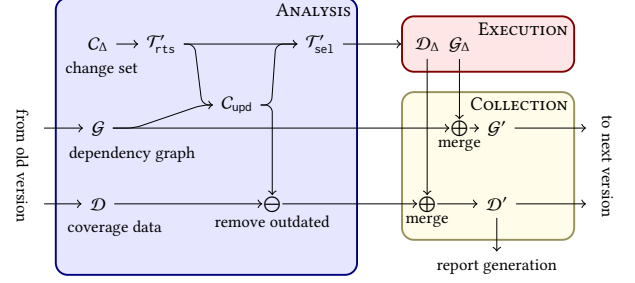 ANALYSIS
EXECUTION
C_Δ T′_rts T′_sel D_Δ G_Δ
change set
C_upd
COLLECTION
from old version
G ⊕ G′
dependency graph merge
to next version
D ⊖ ⊕ D′
coverage data remove outdated merge
report generation